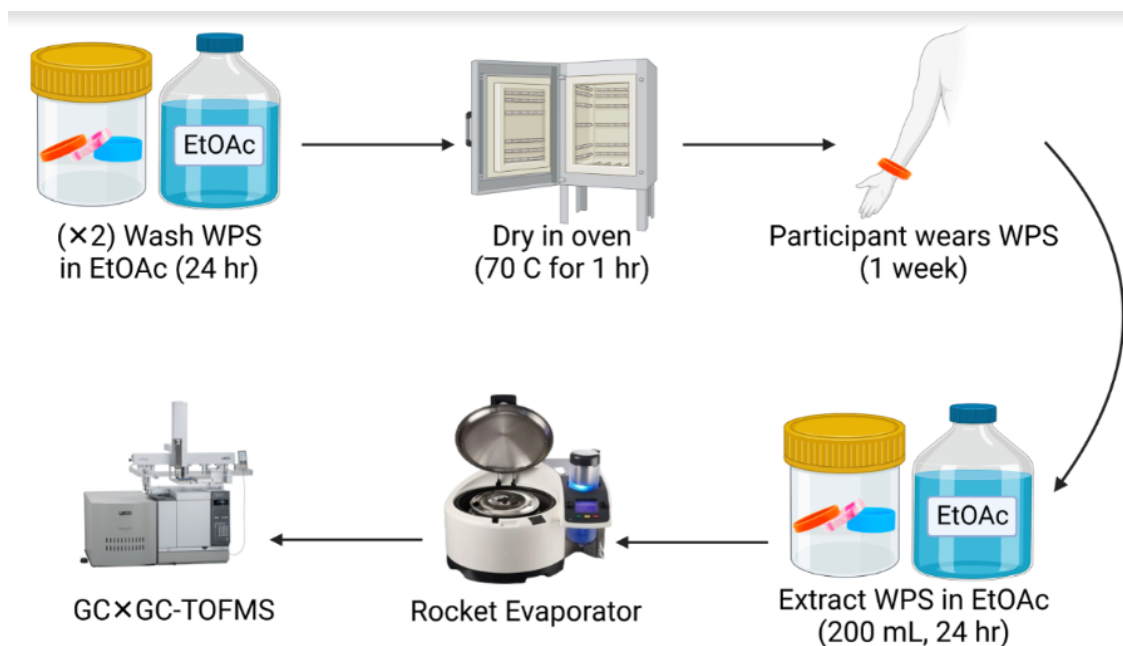 EtOAc
(×2) Wash WPS
in EtOAc (24 hr)
Dry in oven
(70 C for 1 hr)
Participant wears WPS
(1 week)
EtOAc
Extract WPS in EtOAc
(200 mL, 24 hr)
Rocket Evaporator
GC×GC-TOFMS